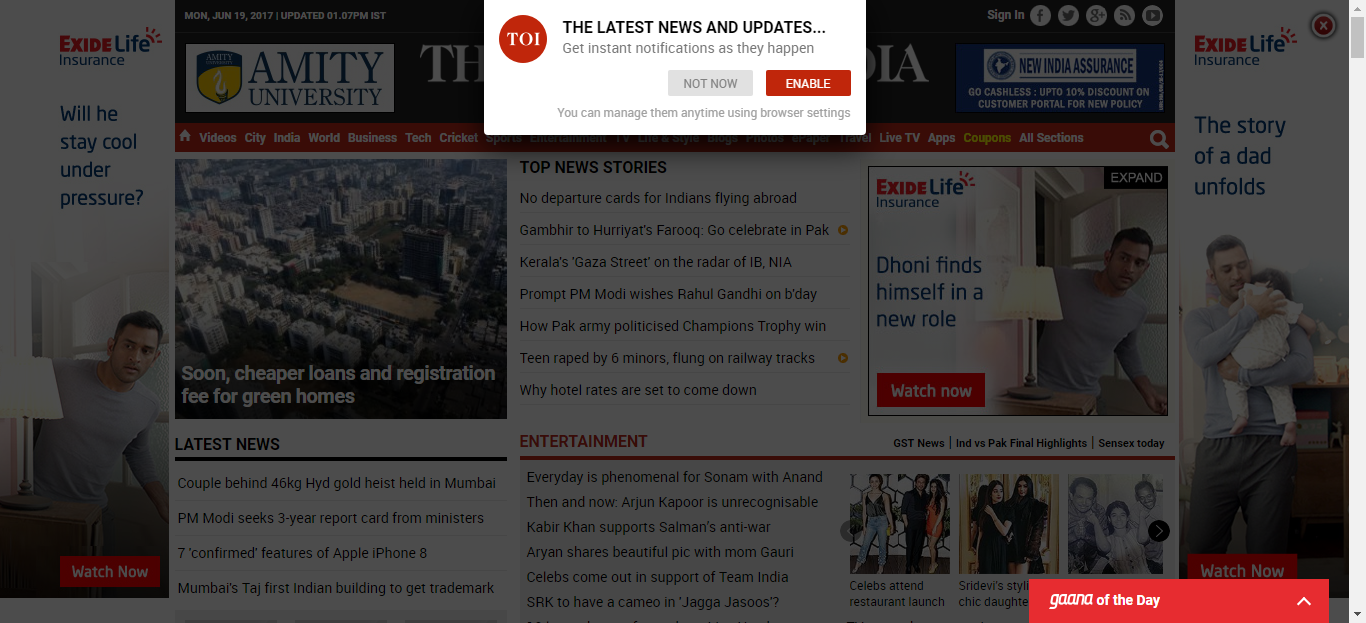 MON, JUN 19, 2017 | UPDATED 01.07PM IST
Sign In
THE LATEST NEWS AND UPDATES...
Get instant notifications as they happen
NOT NOW
ENABLE
You can manage them anytime using browser settings
TOI
EXIDE Life
Insurance
Will he
stay cool
under
pressure?
Watch Now
AMITY
UNIVERSITY
AMITY
UNIVERSITY
TH
DIA
NEW INDIA ASSURANCE
GO CASHLESS : UPTO 10% DISCOUNT ON
CUSTOMER PORTAL FOR NEW POLICY
EXIDE Life
Insurance
The story
of a dad
unfolds
Watch Now
Videos City India World Business Tech Cricket Sports Entertainment TV Life & Style Blogs Photos ePaper Travel Live TV Apps Coupons All Sections
Soon, cheaper loans and registration
fee for green homes
TOP NEWS STORIES
No departure cards for Indians flying abroad
Gambhir to Hurriyat's Farooq: Go celebrate in Pak
Kerala's 'Gaza Street' on the radar of IB, NIA
Prompt PM Modi wishes Rahul Gandhi on b'day
How Pak army politicised Champions Trophy win
Teen raped by 6 minors, flung on railway tracks
Why hotel rates are set to come down
EXPAND
EXIDE Life
Insurance
Dhoni finds
himself in a
new role
Watch now
LATEST NEWS
Couple behind 46kg Hyd gold heist held in Mumbai
PM Modi seeks 3-year report card from ministers
7 'confirmed' features of Apple iPhone 8
Mumbai's Taj first Indian building to get trademark
ENTERTAINMENT
GST News | Ind vs Pak Final Highlights | Sensex today
Everyday is phenomenal for Sonam with Anand
Then and now: Arjun Kapoor is unrecognisable
Kabir Khan supports Salman's anti-war
Aryan shares beautiful pic with mom Gauri
Celebs come out in support of Team India
SRK to have a cameo in 'Jagga Jasoos'?
Celebs attend
restaurant launch
Sridevi's styli
chic daughte
gaana of the Day